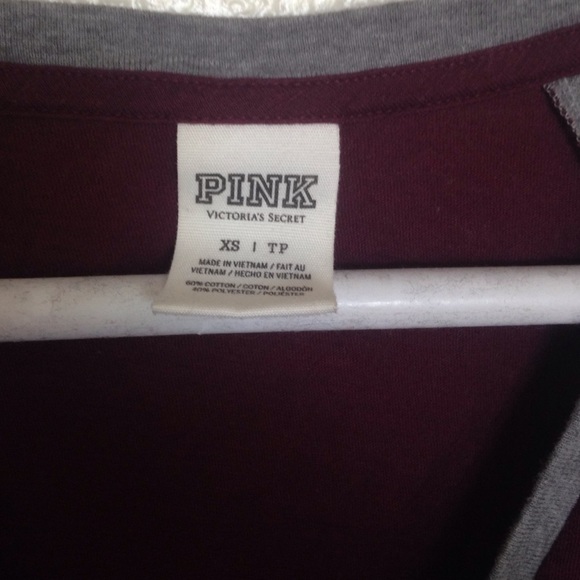 PINK
VICTORIA'S SECRET
XS | TP
MADE IN VIETNAM / FAIT AU
VIETNAM / HECHO EN VIETNAM
60% COTTON / COTON / ALGODÓN
40% POLYESTER / POLIÉSTER